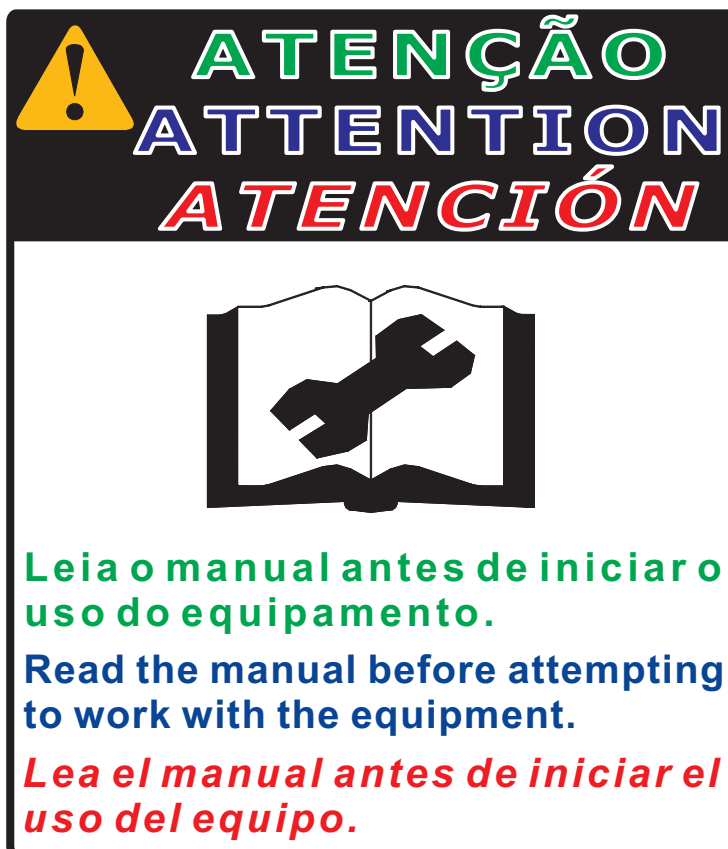 ATENÇÃO
ATTENTION
ATENCIÓN
Leia o manual antes de iniciar o
uso do equipamento.
Read the manual before attempting
to work with the equipment.
Lea el manual antes de iniciar el
uso del equipo.